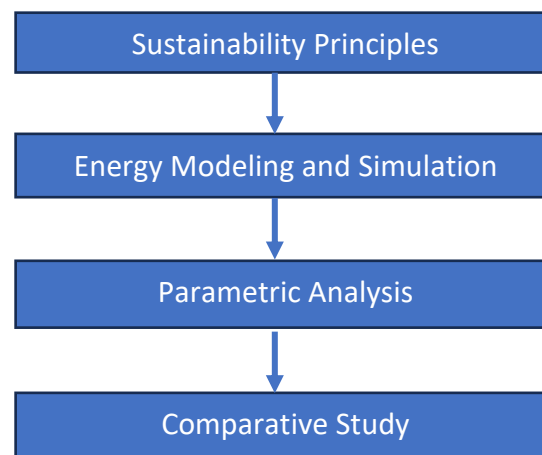 Sustainability Principles
Energy Modeling and Simulation
Parametric Analysis
Comparative Study